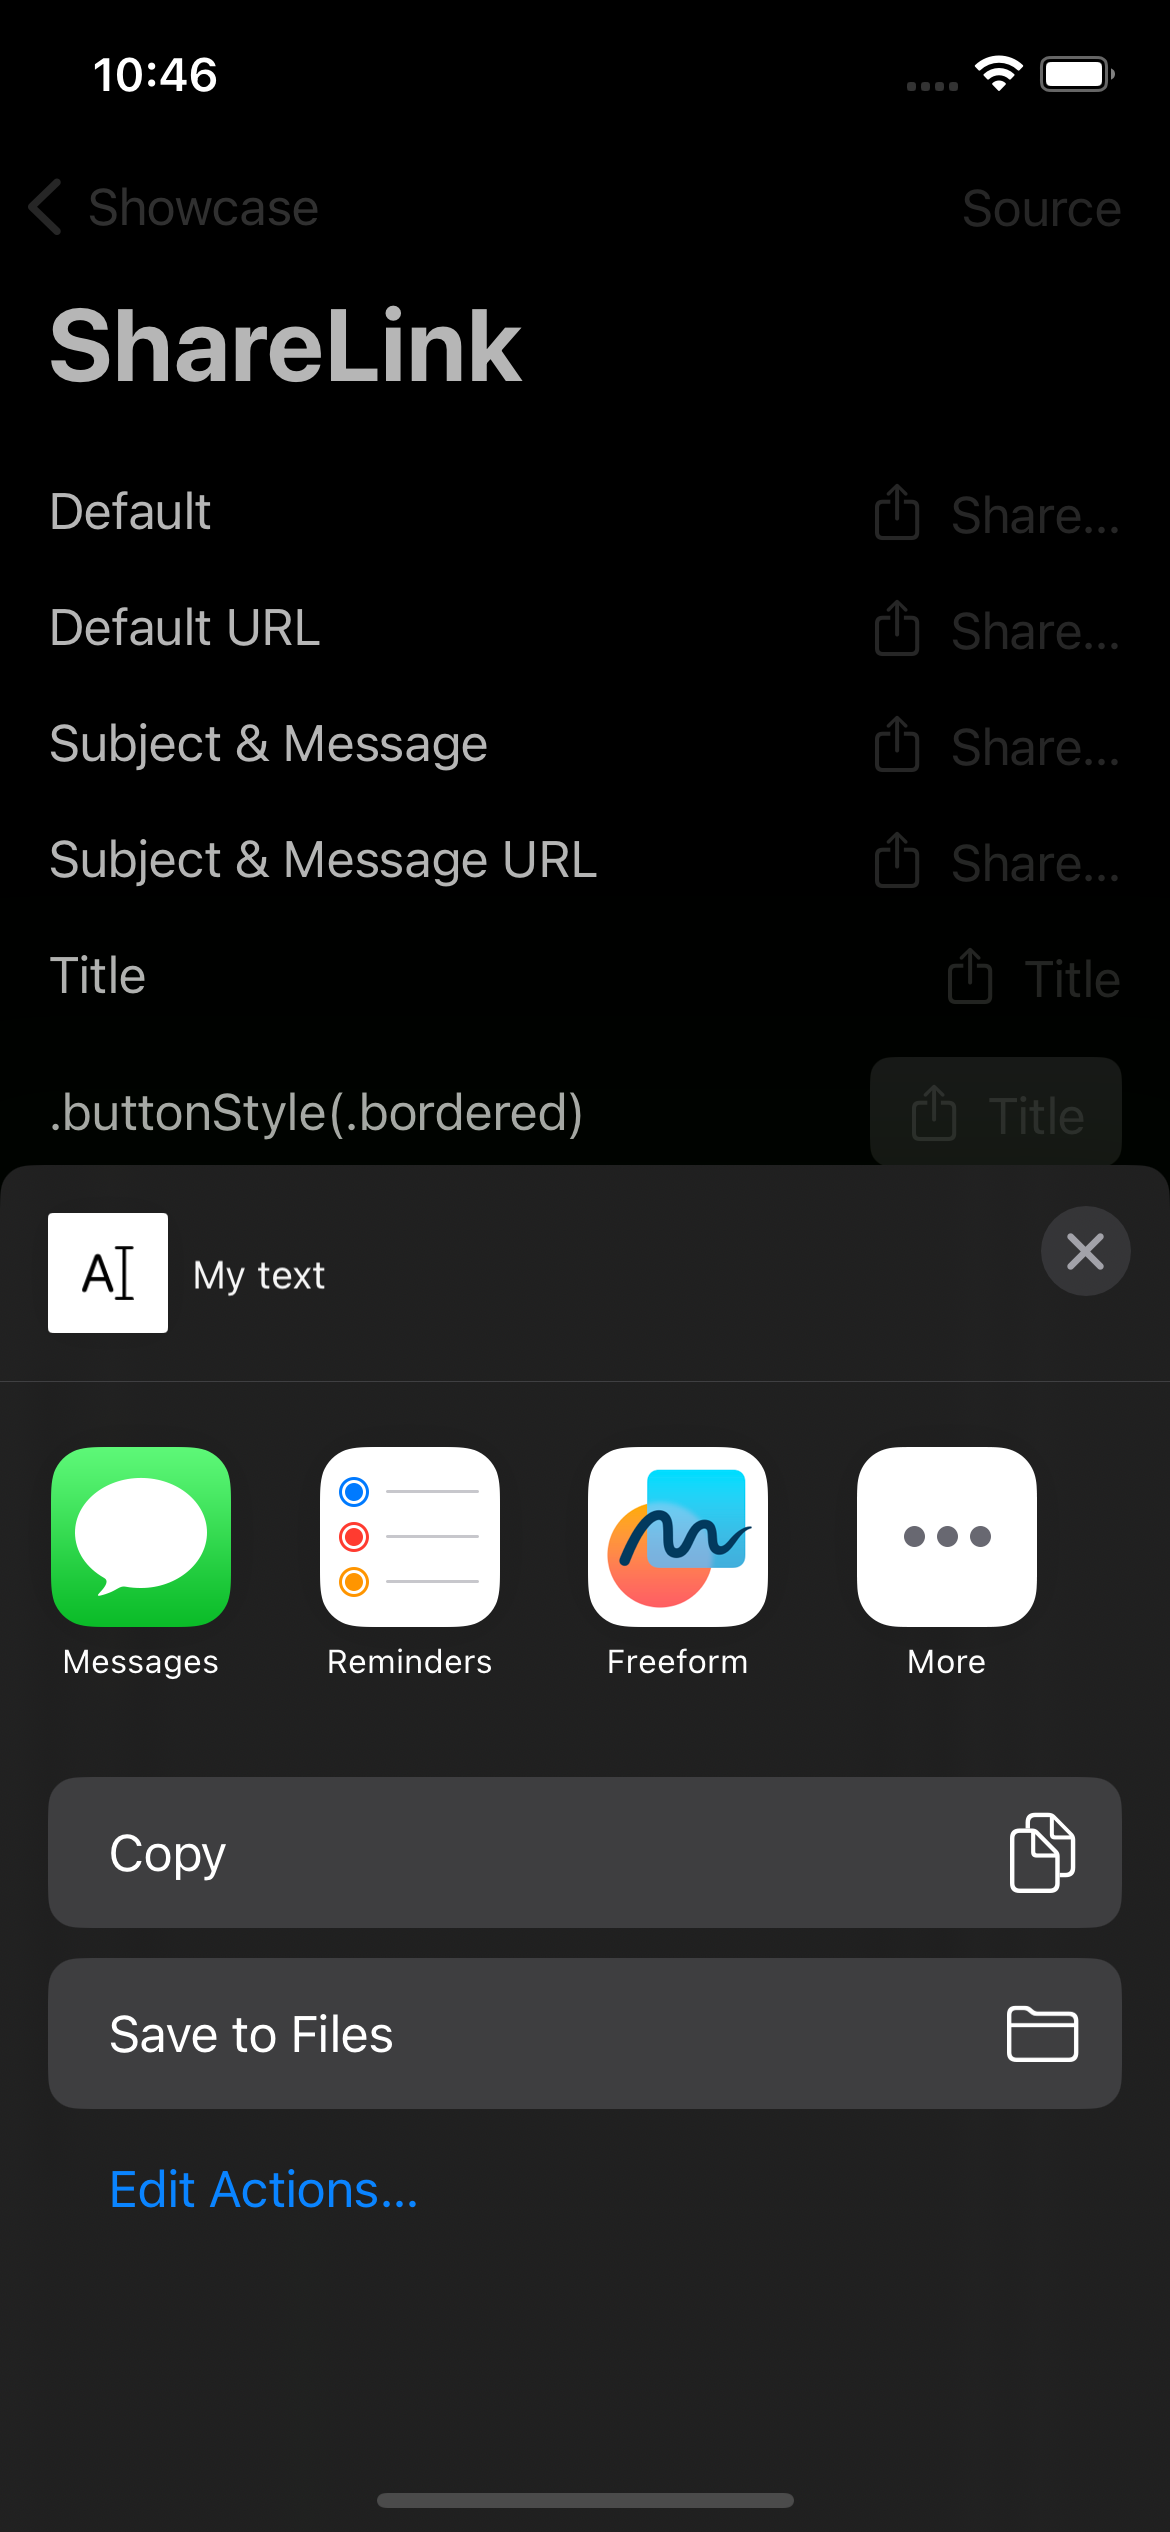 10:46
Showcase
Source
ShareLink
Default
Share...
Default URL
Share...
Subject & Message
Share...
Subject & Message URL
Share...
Title
Title
.buttonStyle(.bordered)
Title
My text
Messages
Reminders
Freeform
More
Copy
Save to Files
Edit Actions...